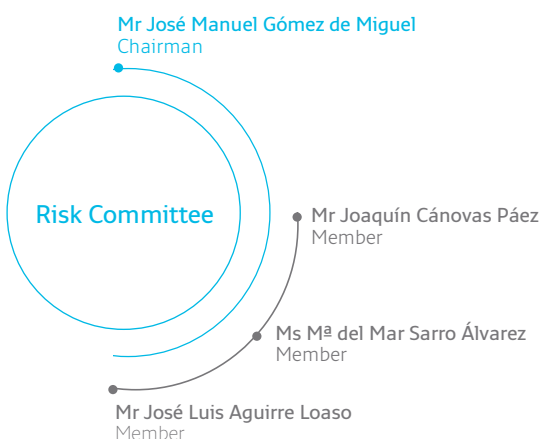 Mr José Manuel Gómez de Miguel
Chairman
Risk Committee
Mr Joaquín Cánovas Páez
Member
Ms Mª del Mar Sarro Álvarez
Member
Mr José Luis Aguirre Loaso
Member